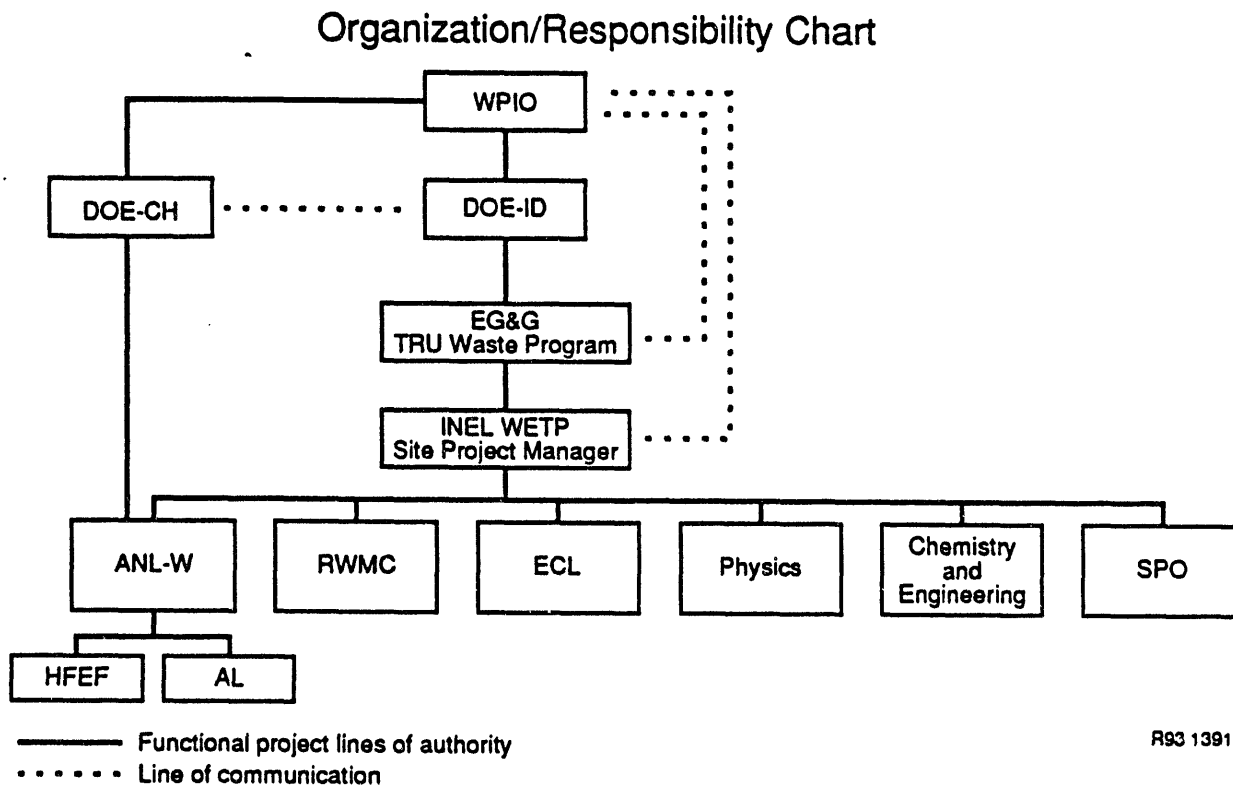 Organization/Responsibility Chart
WPIO
DOE-CH
DOE-ID
EG&G
TRU Waste Program
INEL WETP
Site Project Manager
ANL-W
RWMC
ECL
Physics
Chemistry
and
Engineering
SPO
HFEF
AL
Functional project lines of authority
R93 1391
Line of communication